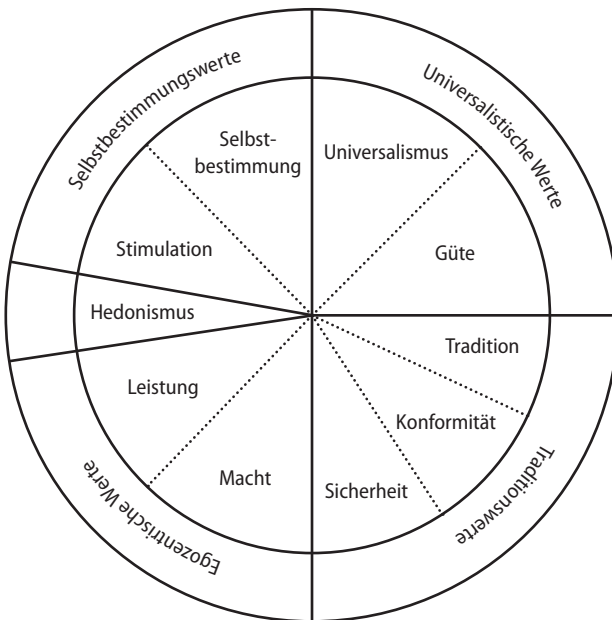 Selbstbestimmungswerte
Universalistische Werte
Selbst-
bestimmung
Universalismus
Stimulation
Güte
Hedonismus
Tradition
Leistung
Konformität
Macht
Sicherheit
Egozentrische Werte
Traditionswerte